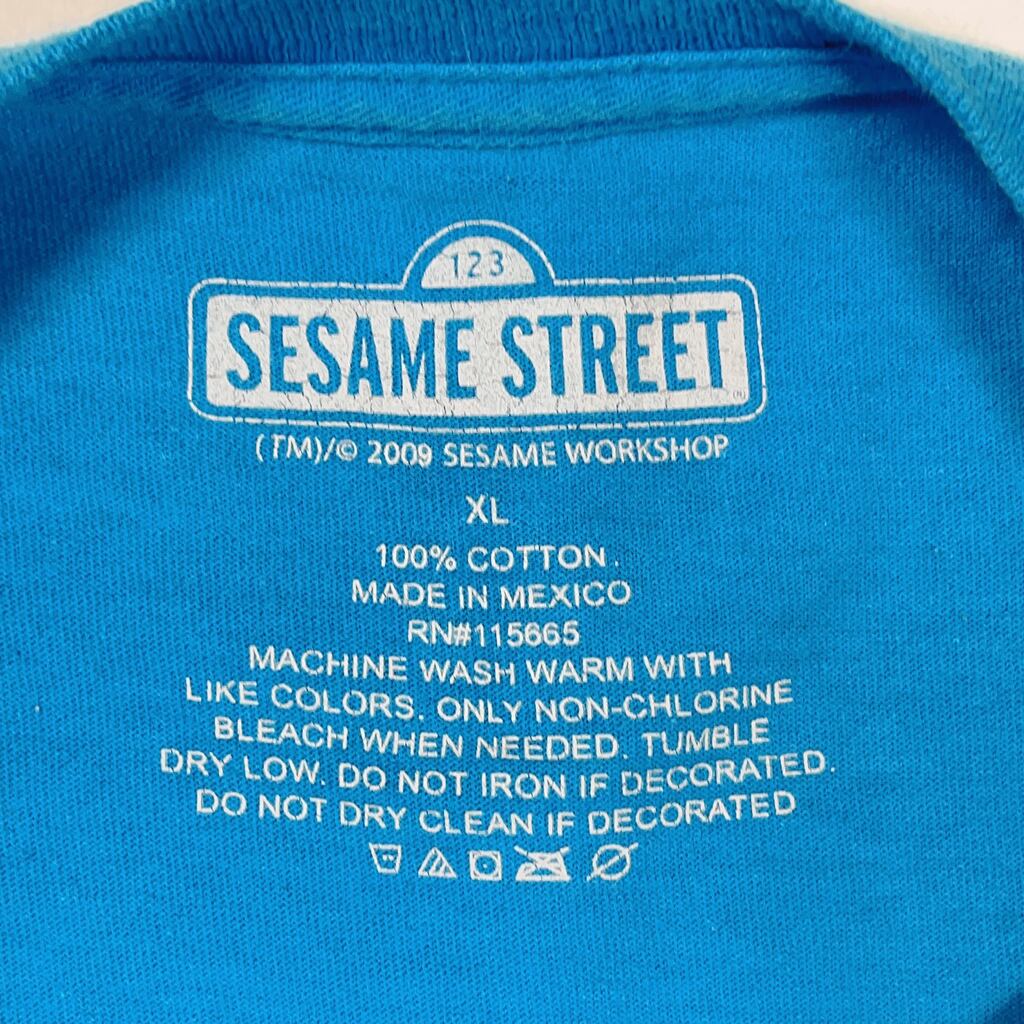 123
SESAME STREET
(TM)/© 2009 SESAME WORKSHOP
XL
100% COTTON.
MADE IN MEXICO
RN#115665
MACHINE WASH WARM WITH
LIKE COLORS. ONLY NON-CHLORINE
BLEACH WHEN NEEDED. TUMBLE
DRY LOW. DO NOT IRON IF DECORATED.
DO NOT DRY CLEAN IF DECORATED